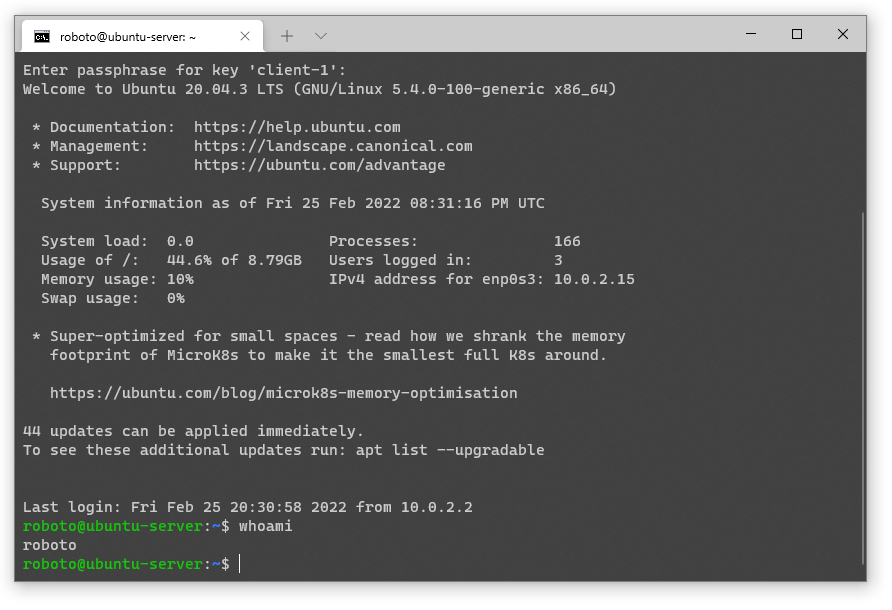 roboto@ubuntu-server: ~
Enter passphrase for key 'client-1':
Welcome to Ubuntu 20.04.3 LTS (GNU/Linux 5.4.0-100-generic x86_64)
* Documentation:  https://help.ubuntu.com
* Management:     https://landscape.canonical.com
* Support:        https://ubuntu.com/advantage
System information as of Fri 25 Feb 2022 08:31:16 PM UTC
System load:  0.0               Processes:               166
Usage of /:   44.6% of 8.79GB   Users logged in:         3
Memory usage: 10%               IPv4 address for enp0s3: 10.0.2.15
Swap usage:   0%
* Super-optimized for small spaces - read how we shrank the memory
footprint of MicroK8s to make it the smallest full K8s around.
https://ubuntu.com/blog/microk8s-memory-optimisation
44 updates can be applied immediately.
To see these additional updates run: apt list --upgradable
Last login: Fri Feb 25 20:30:58 2022 from 10.0.2.2
roboto@ubuntu-server:~$ whoami
roboto
roboto@ubuntu-server:~$